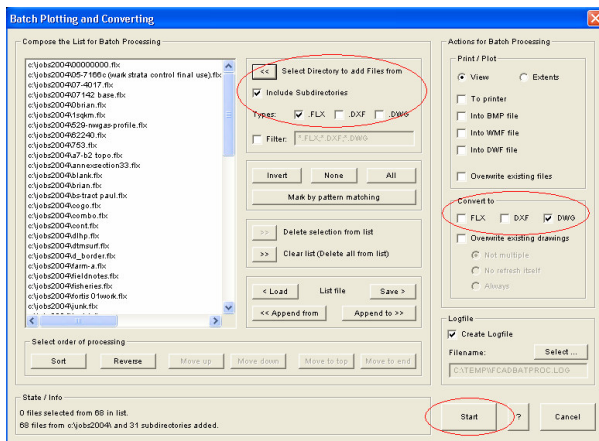 Batch Plotting and Converting
Compose the List for Batch Processing
c:\jobs2004\00000000.flx
c:\jobs2004\05-7166c (wark strata control final use).flx
c:\jobs2004\07-4017.flx
c:\jobs2004\07142 base.flx
c:\jobs2004\0brian.flx
c:\jobs2004\1sqkm.flx
c:\jobs2004\529-nwgas-profile.flx
c:\jobs2004\62240.flx
c:\jobs2004\753.flx
c:\jobs2004\a7-b2 topo.flx
c:\jobs2004\annexsection33.flx
c:\jobs2004\blank.flx
c:\jobs2004\brian.flx
c:\jobs2004\bs-tract paul.flx
c:\jobs2004\cogo.flx
c:\jobs2004\combo.flx
c:\jobs2004\cont.flx
c:\jobs2004\dlhp.flx
c:\jobs2004\dtmsurf.flx
c:\jobs2004\d_border.flx
c:\jobs2004\farm-a.flx
c:\jobs2004\fieldnotes.flx
c:\jobs2004\fisheries.flx
c:\jobs2004\fortis 01work.flx
c:\jobs2004\junk.flx
<< Select Directory to add Files from
Include Subdirectories
Types: .FLX .DXF .DWG
Filter: *.FLX,*.DXF,*.DWG
Invert None All
Mark by pattern matching
>> Delete selection from list
>> Clear list (Delete all from list)
< Load List file Save >
<< Append from Append to >>
Select order of processing
Sort Reverse Move up Move down Move to top Move to end
State / Info
0 files selected from 68 in list.
68 files from c:\jobs2004\ and 31 subdirectories added.
Actions for Batch Processing
Print / Plot
View Extents
To printer
Into BMP file
Into WMF file
Into DWF file
Overwrite existing files
Convert to
FLX DXF DWG
Overwrite existing drawings
Not multiple
No refresh itself
Always
Logfile
Create Logfile
Filename: Select ...
C:\TEMP\FCADBATPROC.LOG
Start ? Cancel